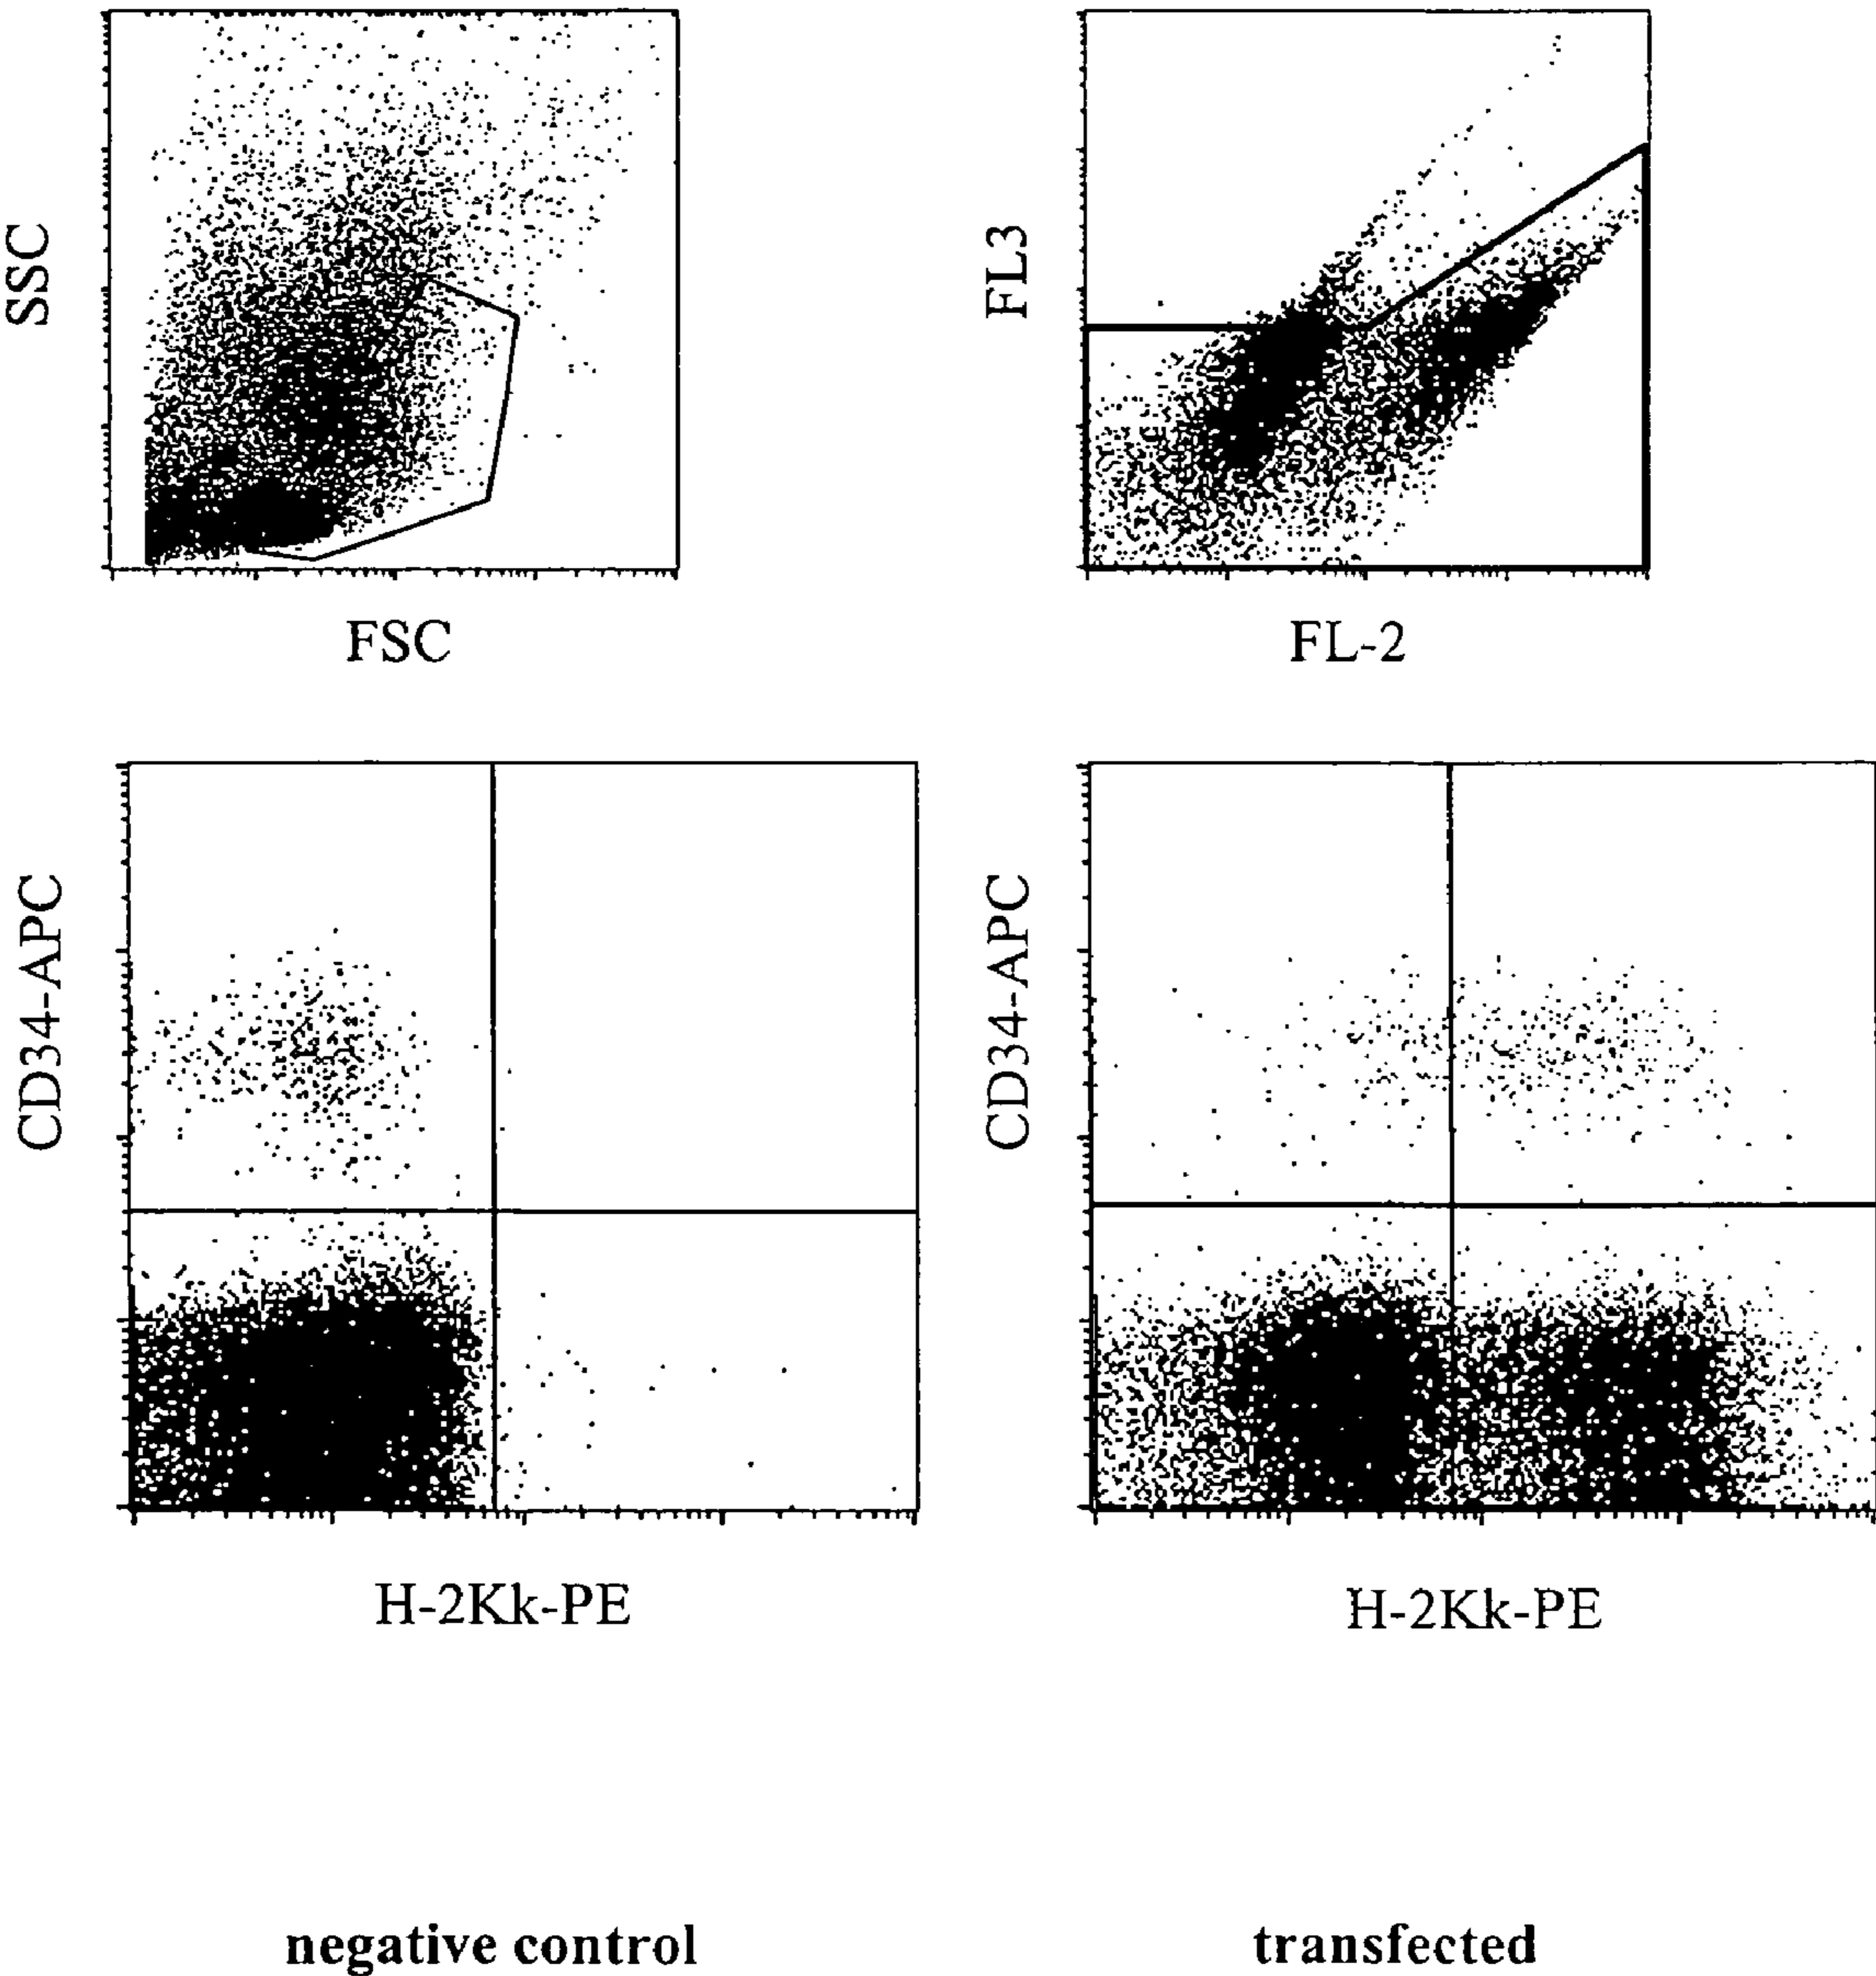 SSC
FSC
FL3
FL-2
CD34-APC
H-2Kk-PE
CD34-APC
H-2Kk-PE
negative control
transfected